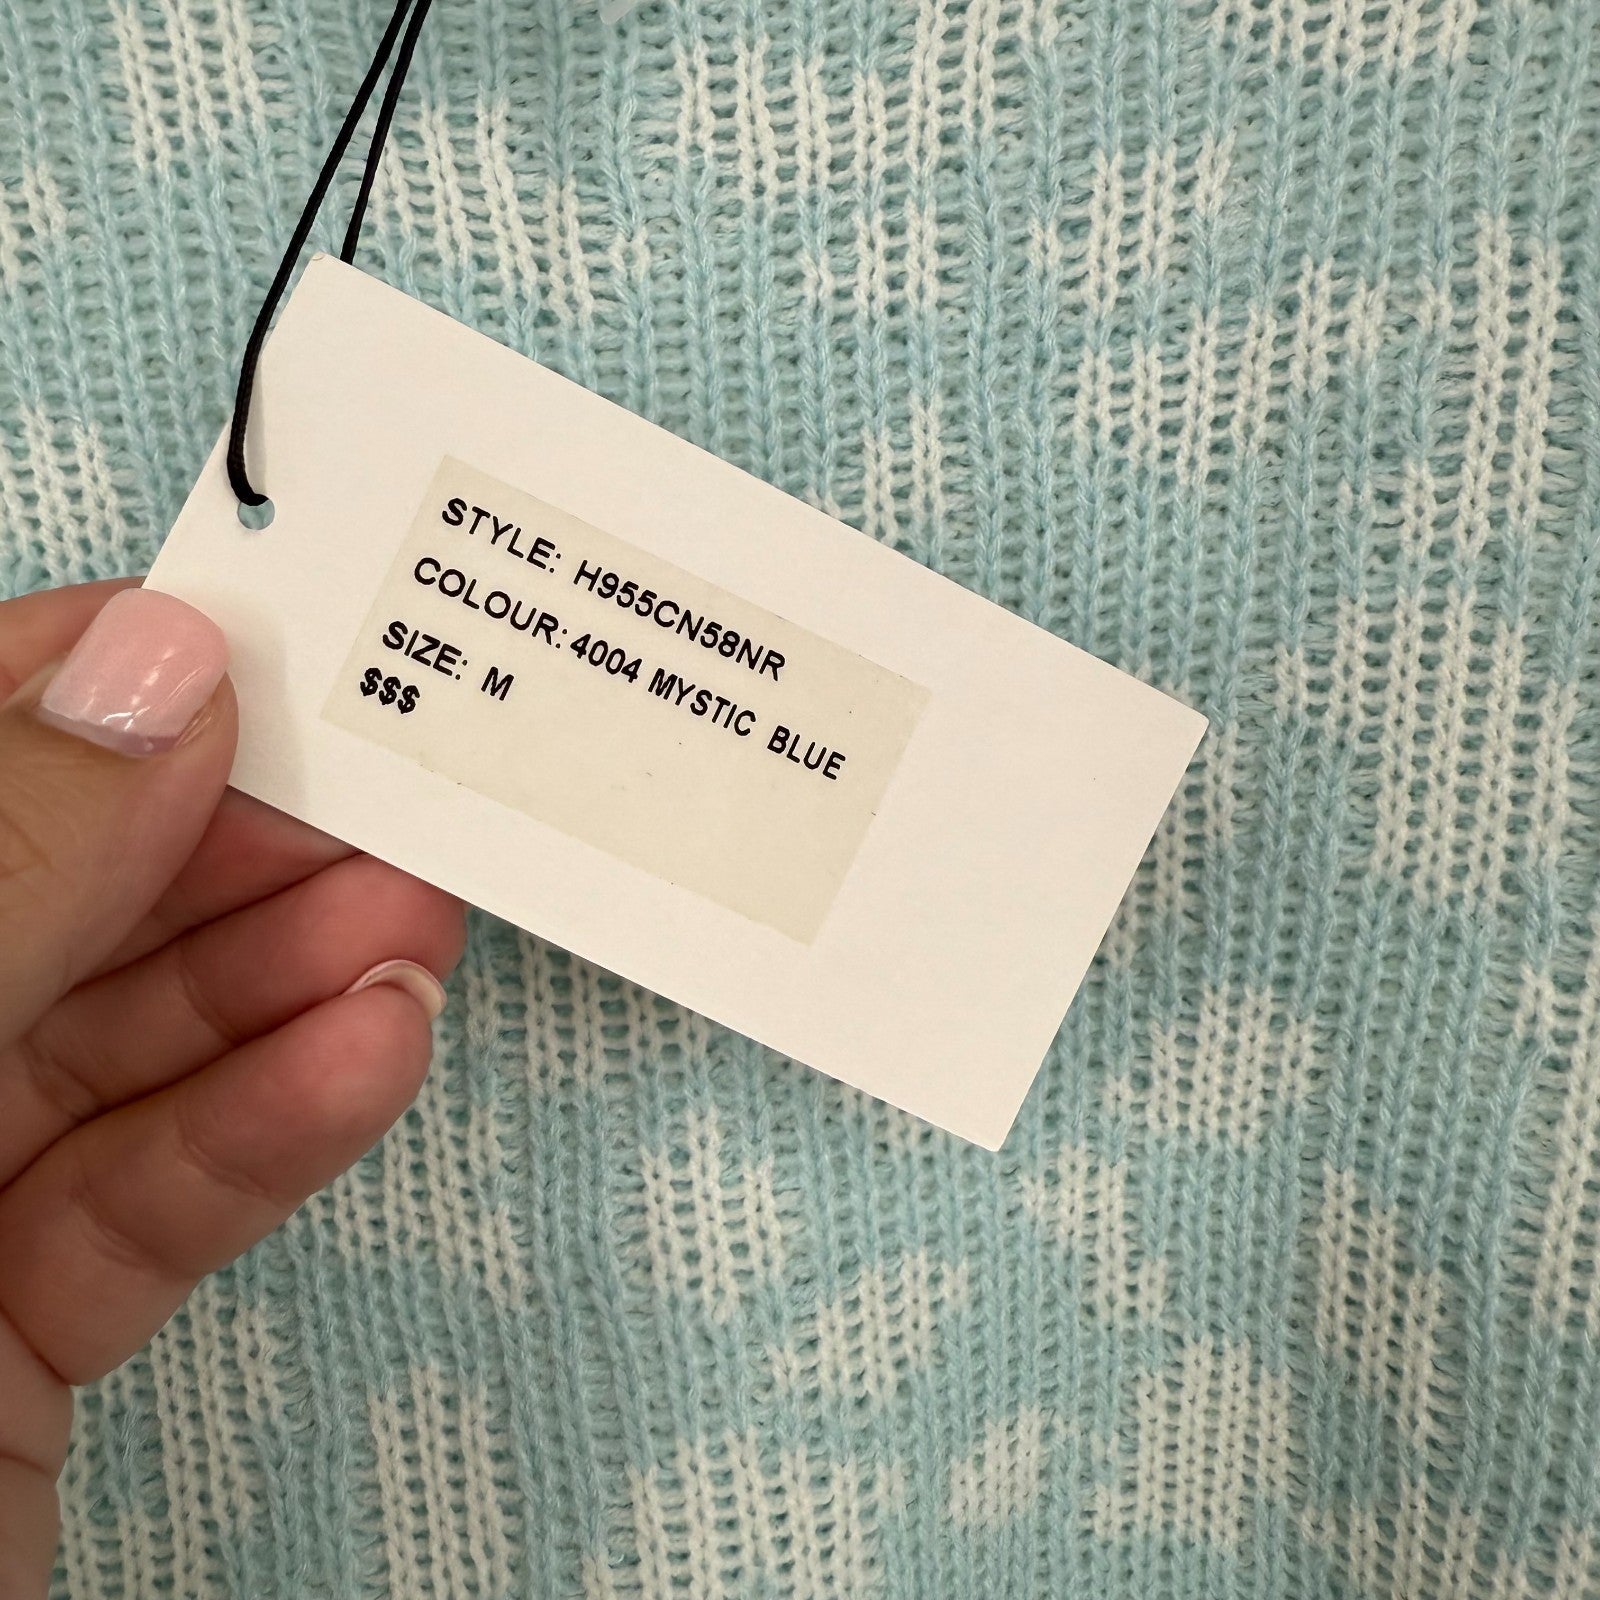 STYLE: H955CN58NR
COLOUR: 4004 MYSTIC BLUE
SIZE: M
$$$